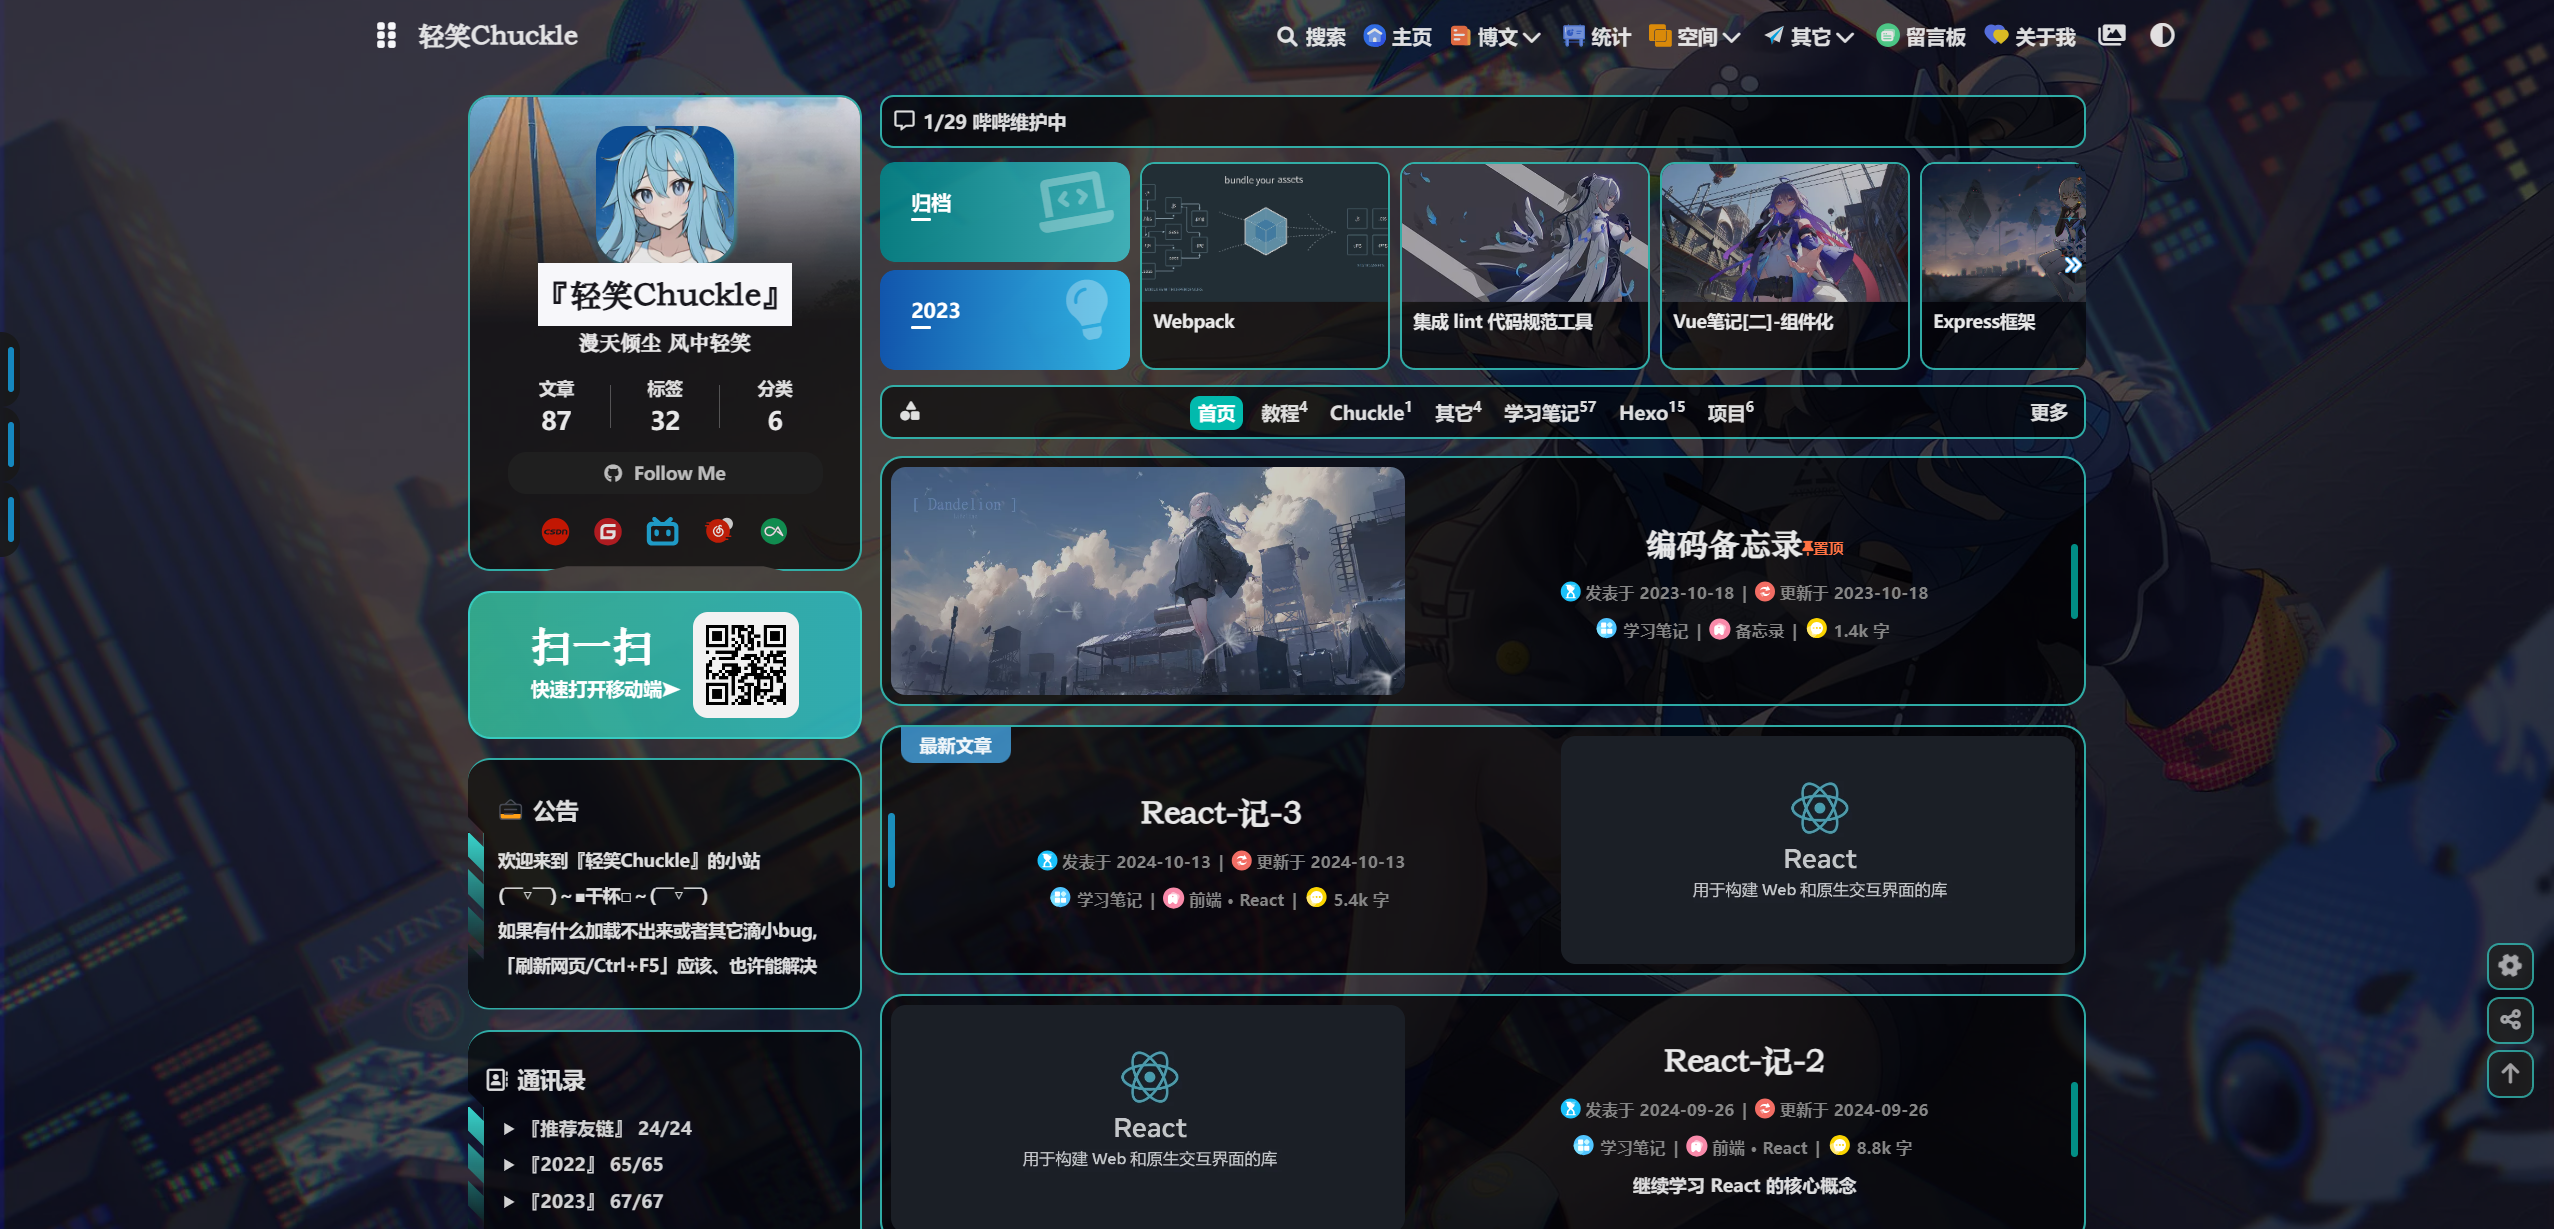 轻笑Chuckle
搜索 主页 博文 统计 空间 其它 留言板 关于我
『轻笑Chuckle』
漫天倾尘 风中轻笑
文章 标签 分类
87 32 6
Follow Me
CSDN
扫一扫
快速打开移动端➤
公告
欢迎来到『轻笑Chuckle』的小站
(￣▽￣)～■干杯□～(￣▽￣)
如果有什么加载不出来或者其它滴小bug,
「刷新网页/Ctrl+F5」应该、也许能解决
通讯录
『推荐友链』 24/24
『2022』 65/65
『2023』 67/67
RAVEN'S
1/29 哔哔维护中
归档
2023
bundle your assets
Webpack
集成 lint 代码规范工具
Vue笔记[二]-组件化
Express框架
首页 教程4 Chuckle1 其它4 学习笔记57 Hexo15 项目6 更多
[ Dandelion ]
编码备忘录 置顶
发表于 2023-10-18 | 更新于 2023-10-18
学习笔记 | 备忘录 | 1.4k 字
最新文章
React-记-3
发表于 2024-10-13 | 更新于 2024-10-13
学习笔记 | 前端 • React | 5.4k 字
React
用于构建 Web 和原生交互界面的库
React
用于构建 Web 和原生交互界面的库
React-记-2
发表于 2024-09-26 | 更新于 2024-09-26
学习笔记 | 前端 • React | 8.8k 字
继续学习 React 的核心概念